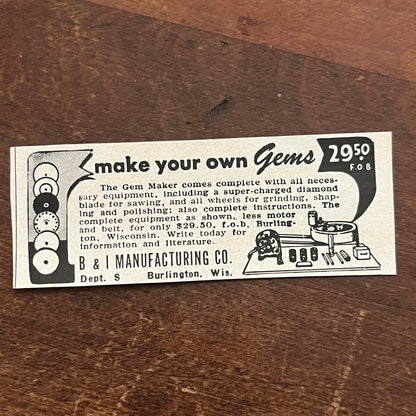 make your own Gems 29.50
F.O.B
The Gem Maker comes complete with all neces-
sary equipment, including a super-charged diamond
blade for sawing, and all wheels for grinding, shap-
ing and polishing; also complete instructions. The
complete equipment as shown, less motor
and belt, for only $29.50, f.o.b, Burling-
ton, Wisconsin. Write today for
information and literature.
B & I MANUFACTURING CO.
Dept. S Burlington, Wis.